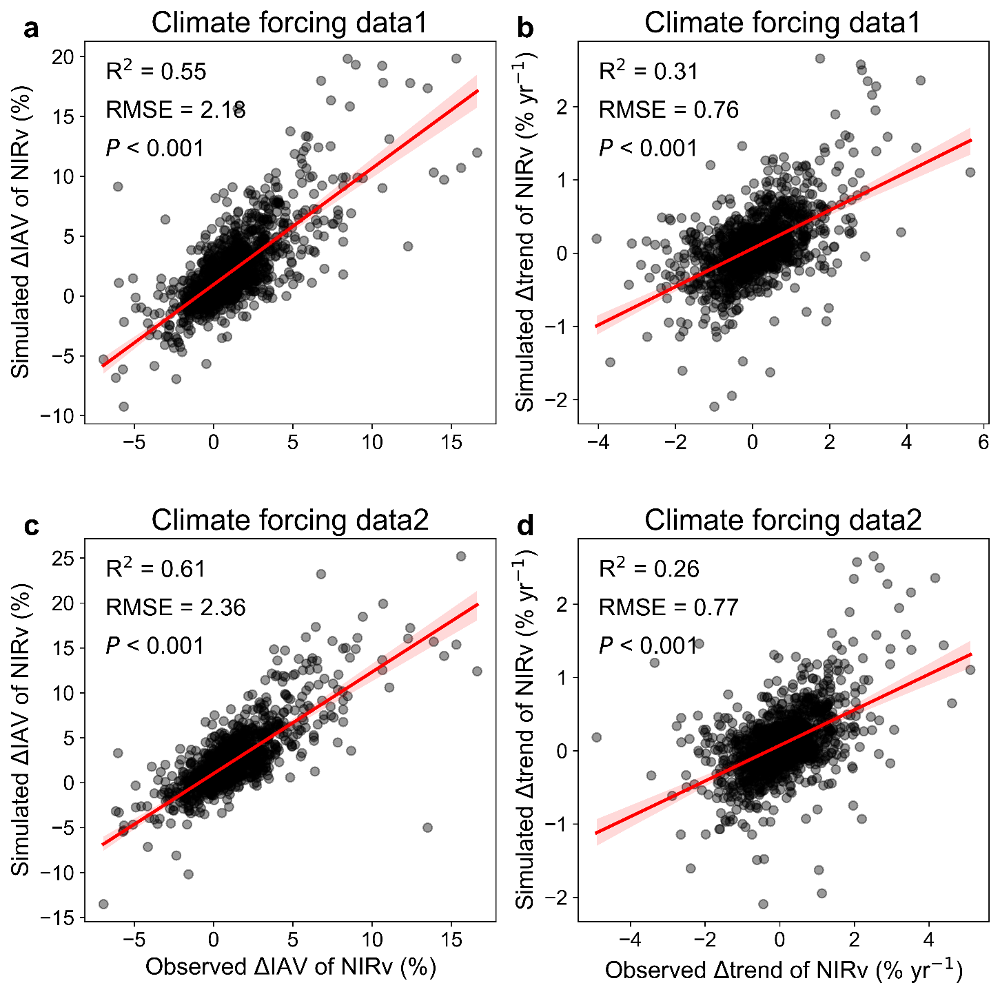 a Climate forcing data1
R² = 0.55
RMSE = 2.18
P < 0.001
Simulated ΔIAV of NIRv (%)
20
15
10
5
0
−5
−10
−5 0 5 10 15
b Climate forcing data1
R² = 0.31
RMSE = 0.76
P < 0.001
Simulated Δtrend of NIRv (% yr⁻¹)
2
1
0
−1
−2
−4 −2 0 2 4 6
c Climate forcing data2
R² = 0.61
RMSE = 2.36
P < 0.001
Simulated ΔIAV of NIRv (%)
25
20
15
10
5
0
−5
−10
−15
−5 0 5 10 15
Observed ΔIAV of NIRv (%)
d Climate forcing data2
R² = 0.26
RMSE = 0.77
P < 0.001
Simulated Δtrend of NIRv (% yr⁻¹)
2
1
0
−1
−2
−4 −2 0 2 4
Observed Δtrend of NIRv (% yr⁻¹)